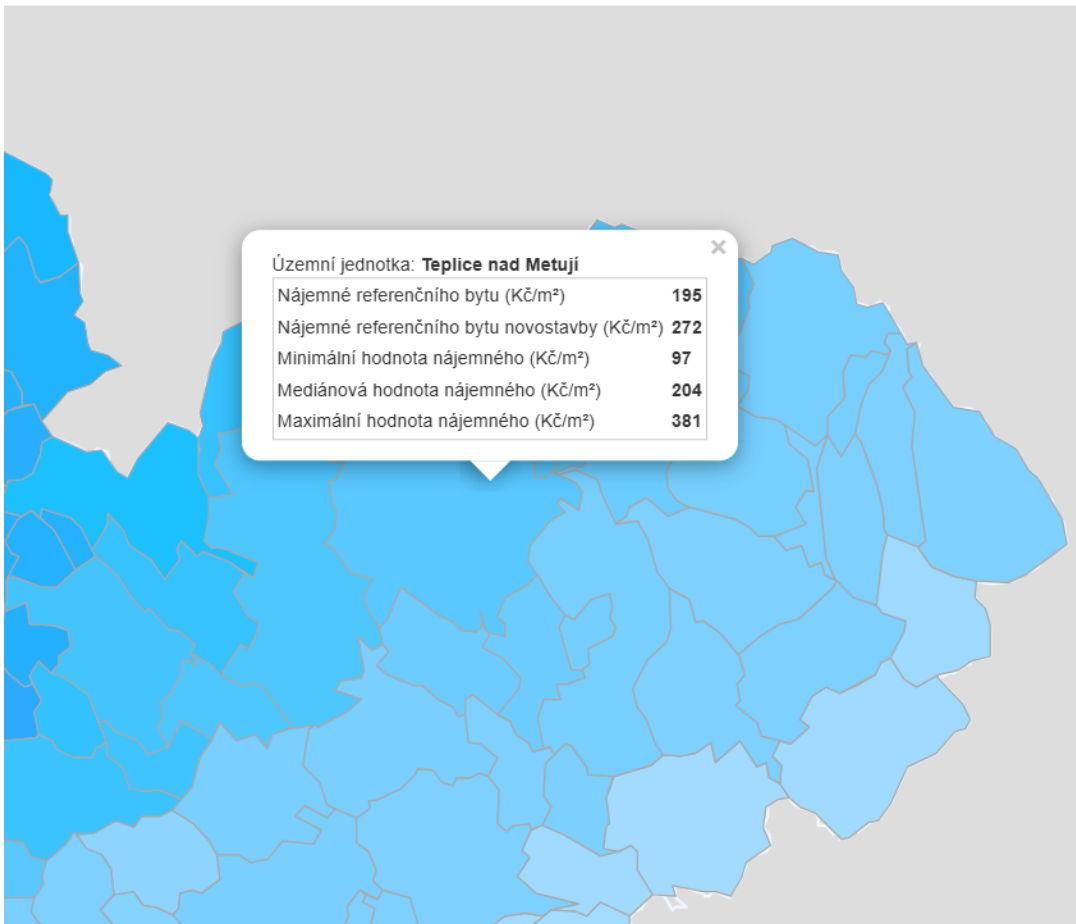 ×
Územní jednotka: Teplice nad Metují
Nájemné referenčního bytu (Kč/m²) 195
Nájemné referenčního bytu novostavby (Kč/m²) 272
Minimální hodnota nájemného (Kč/m²) 97
Mediánová hodnota nájemného (Kč/m²) 204
Maximální hodnota nájemného (Kč/m²) 381